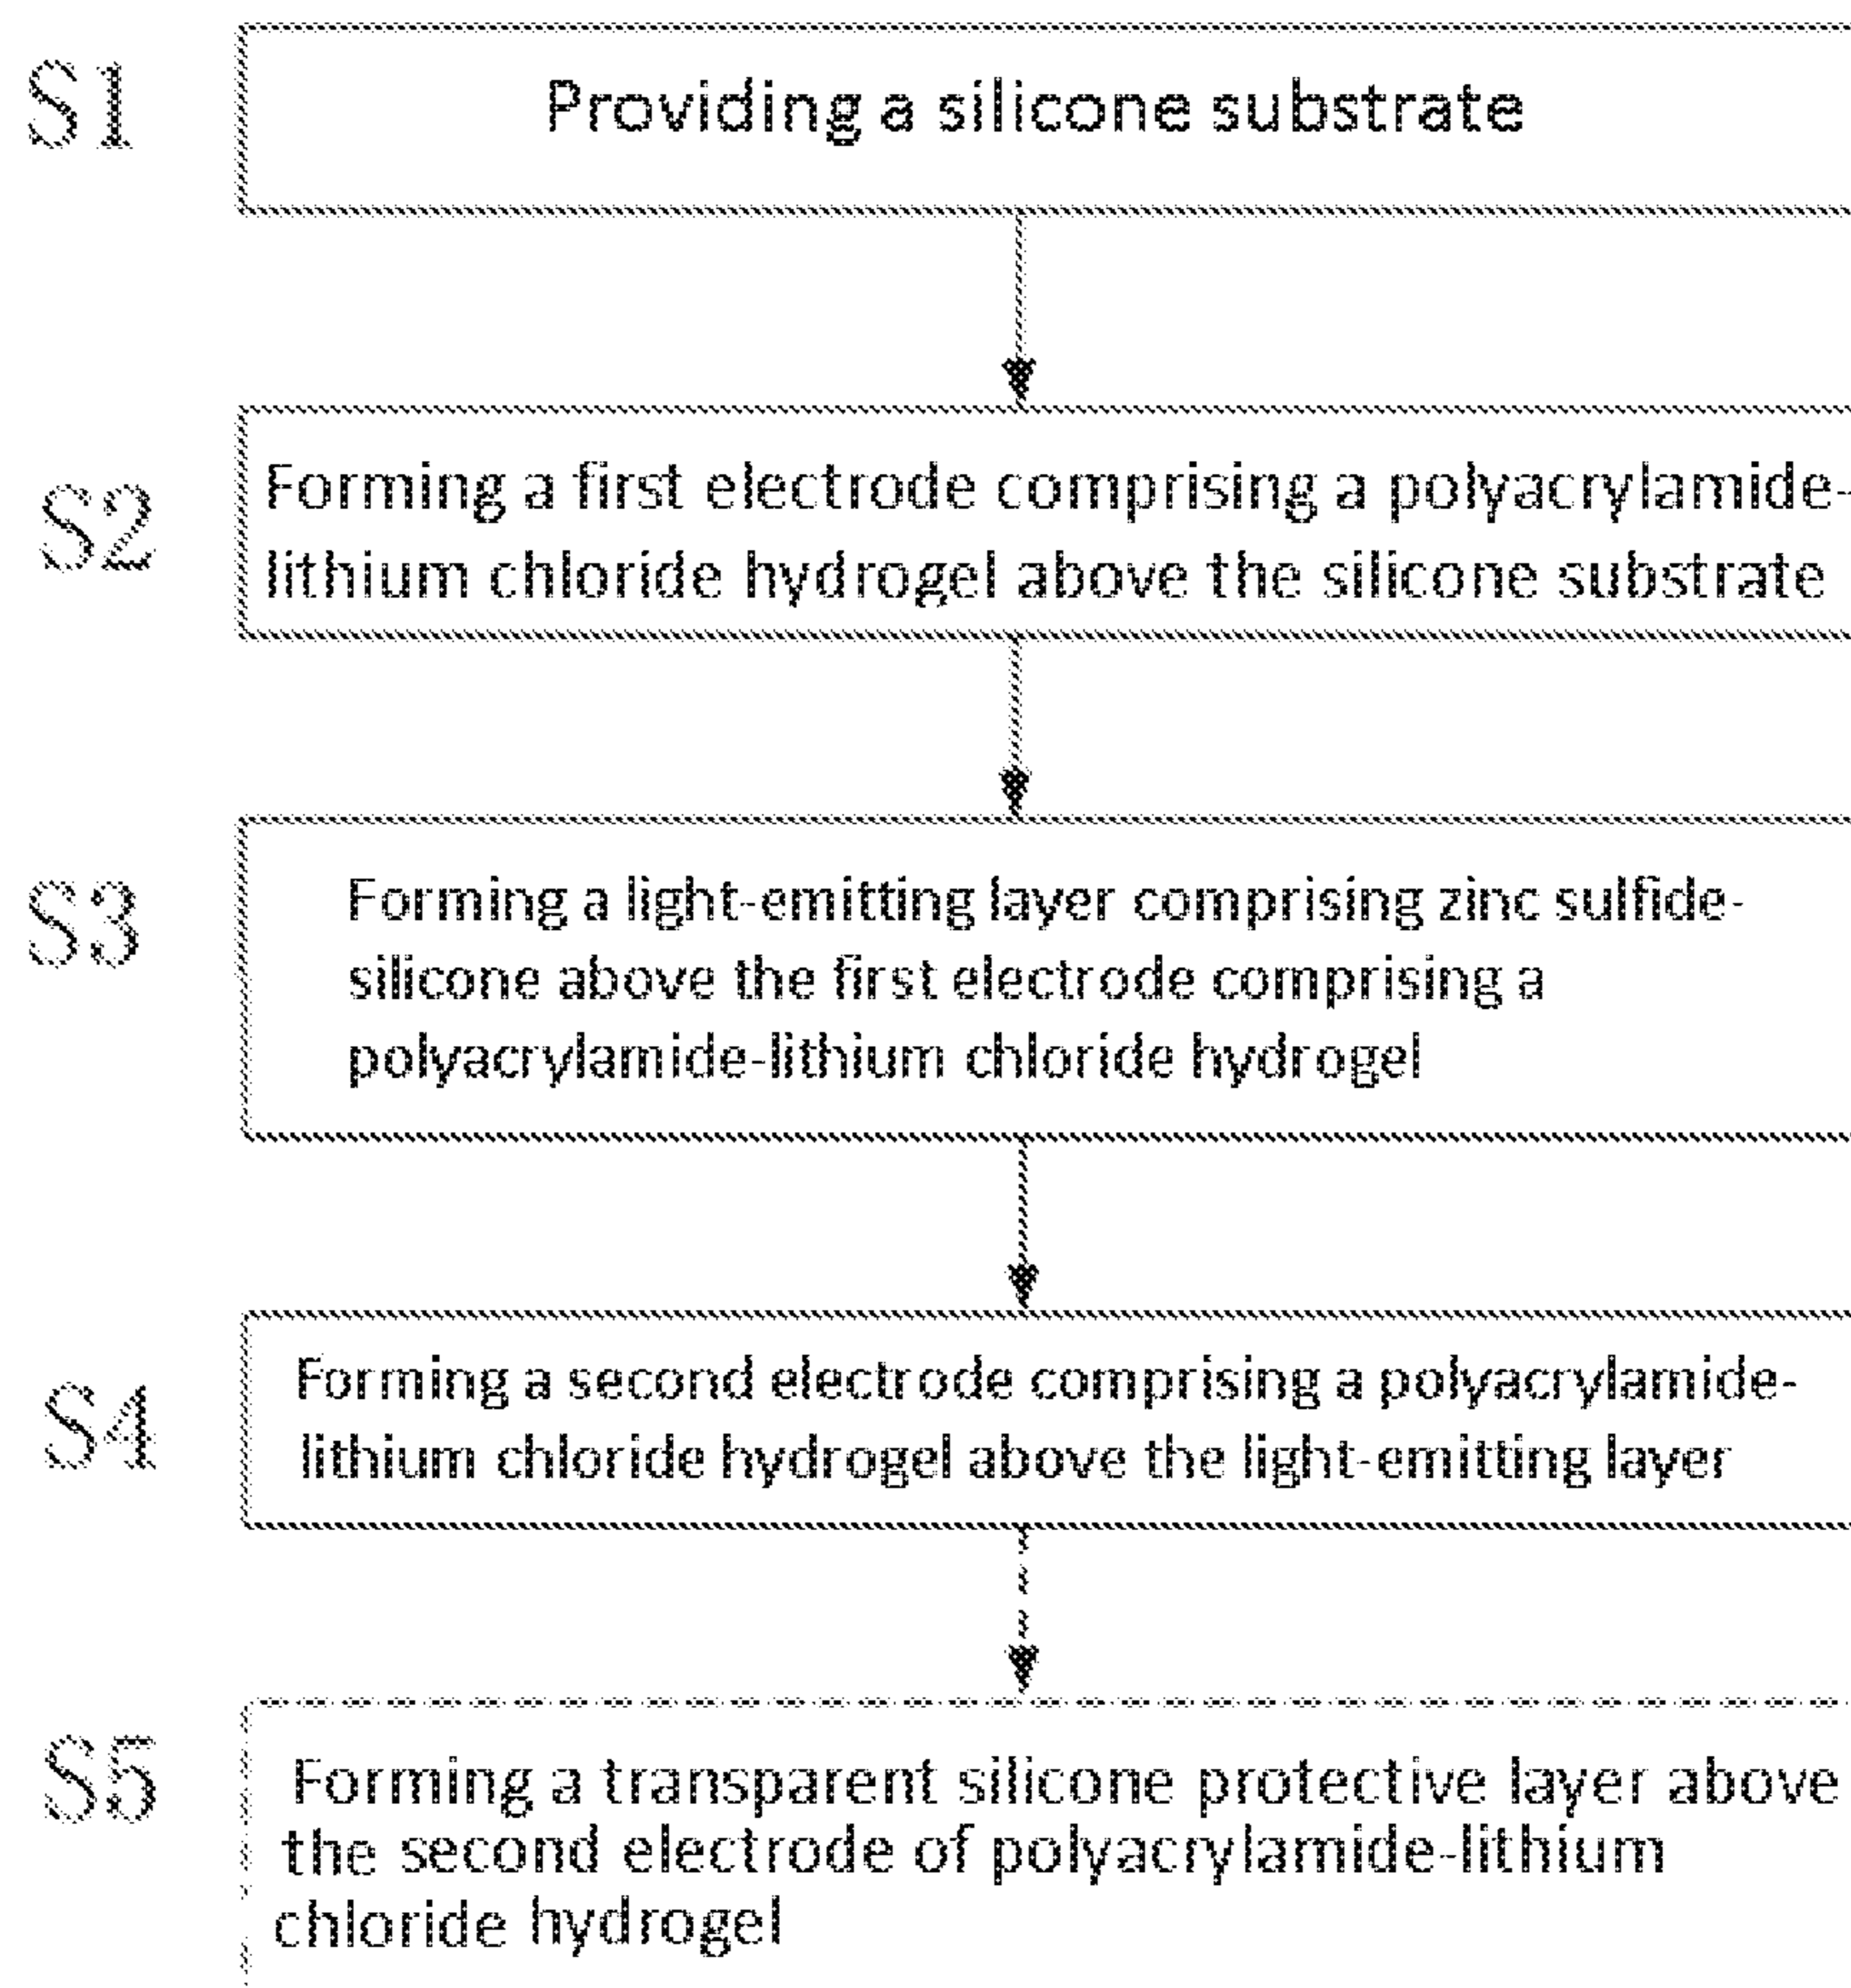 S1
Providing a silicone substrate
S2
Forming a first electrode comprising a polyacrylamide-
lithium chloride hydrogel above the silicone substrate
S3
Forming a light-emitting layer comprising zinc sulfide-
silicone above the first electrode comprising a
polyacrylamide-lithium chloride hydrogel
S4
Forming a second electrode comprising a polyacrylamide-
lithium chloride hydrogel above the light-emitting layer
S5
Forming a transparent silicone protective layer above
the second electrode of polyacrylamide-lithium
chloride hydrogel